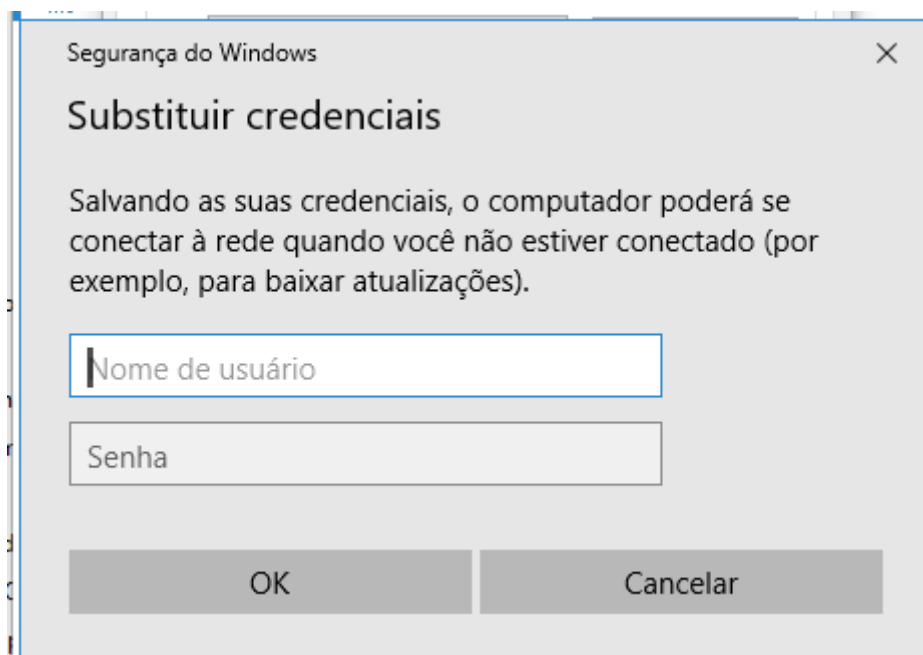 Segurança do Windows
Substituir credenciais
Salvando as suas credenciais, o computador poderá se
conectar à rede quando você não estiver conectado (por
exemplo, para baixar atualizações).
Nome de usuário
Senha
OK
Cancelar